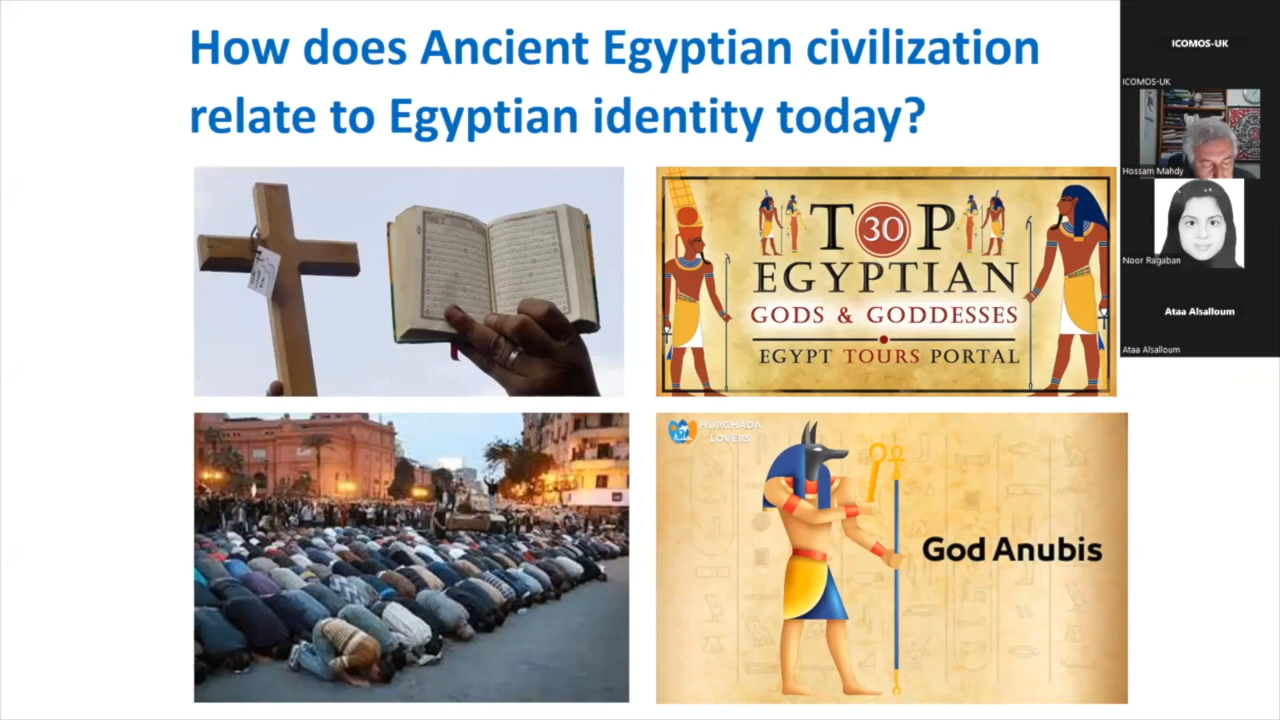 How does Ancient Egyptian civilization
relate to Egyptian identity today?
TOP 30
EGYPTIAN
GODS & GODDESSES
EGYPT TOURS PORTAL
HURGHADA
LOVERS
God Anubis
ICOMOS-UK
ICOMOS-UK
Hossam Mahdy
Noor Ragaban
Ataa Alsalloum
Ataa Alsalloum